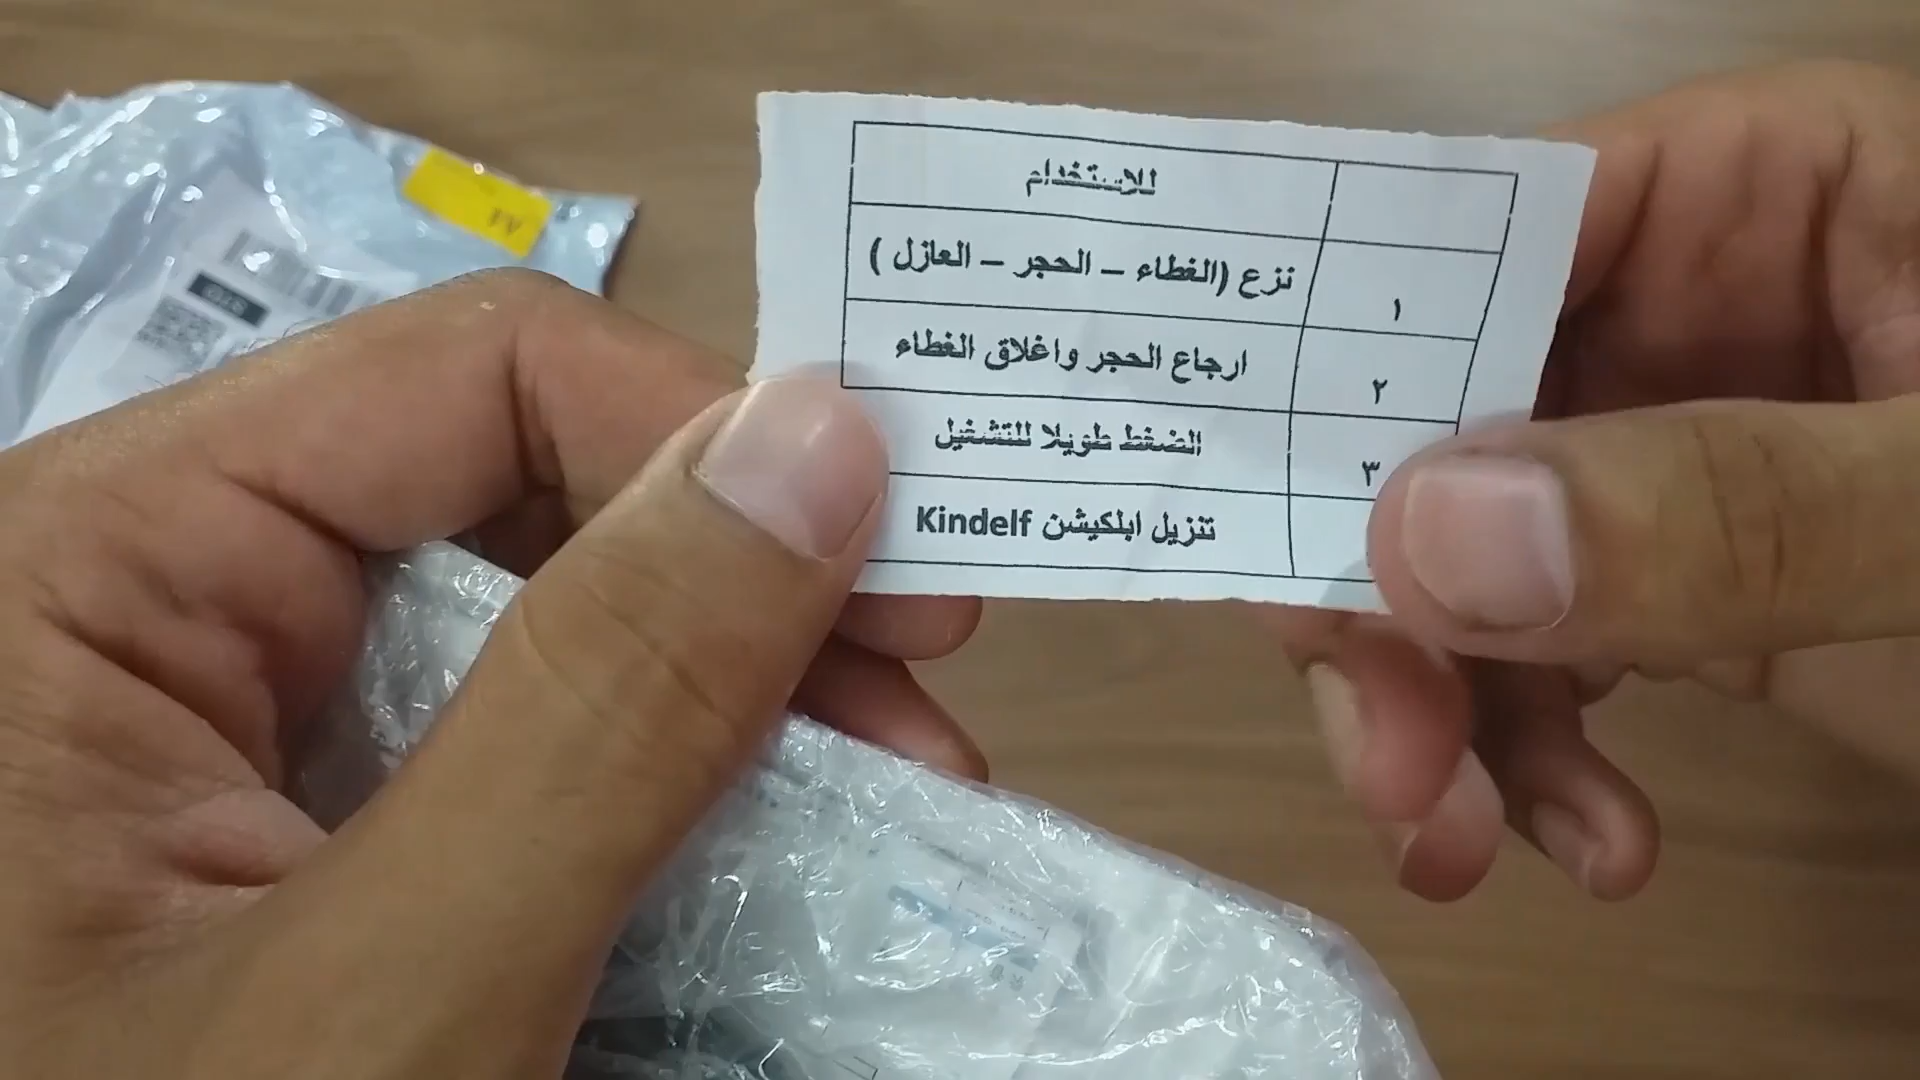 للاستخدام
١ نزع (الغطاء – الحجر – العازل )
٢ ارجاع الحجر واغلاق الغطاء
٣ الضغط طويلا للتشغيل
تنزيل ابلكيشن Kindelf